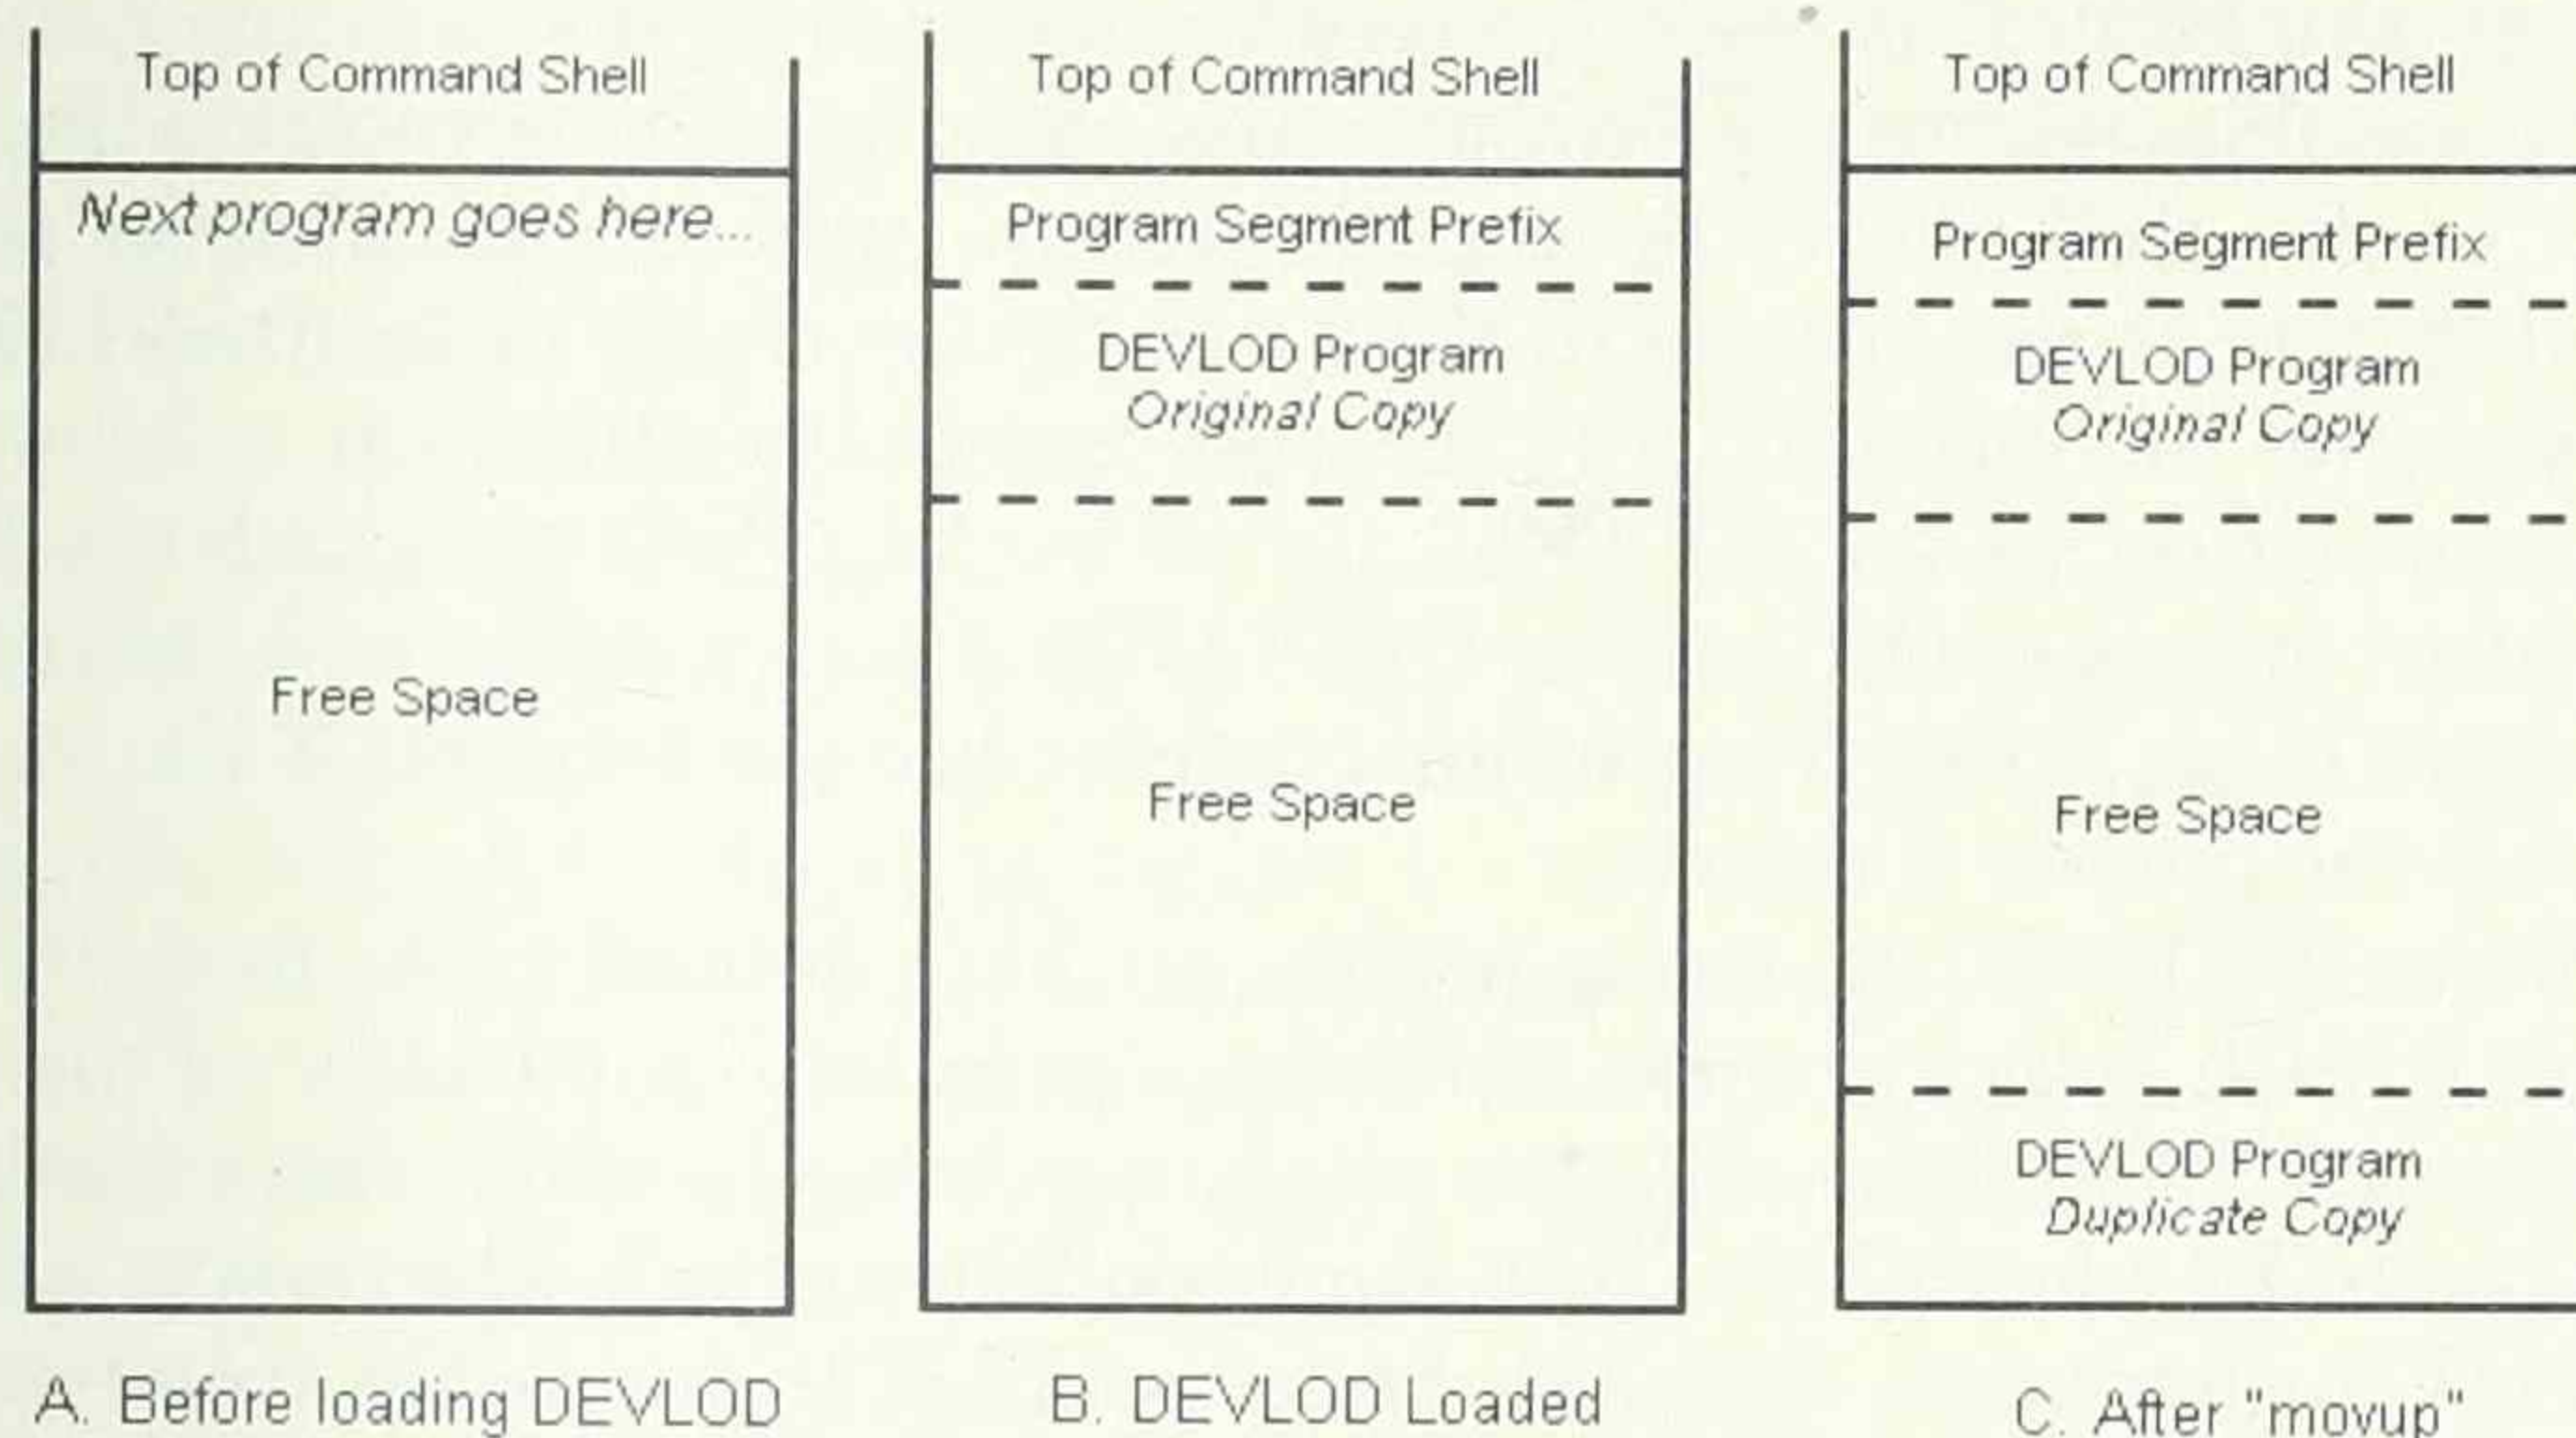 Top of Command Shell
Next program goes here...
Free Space
A. Before loading DEVLOD
Top of Command Shell
Program Segment Prefix
DEVLOD Program
Original Copy
Free Space
B. DEVLOD Loaded
Top of Command Shell
Program Segment Prefix
DEVLOD Program
Original Copy
Free Space
DEVLOD Program
Duplicate Copy
C. After "movup"